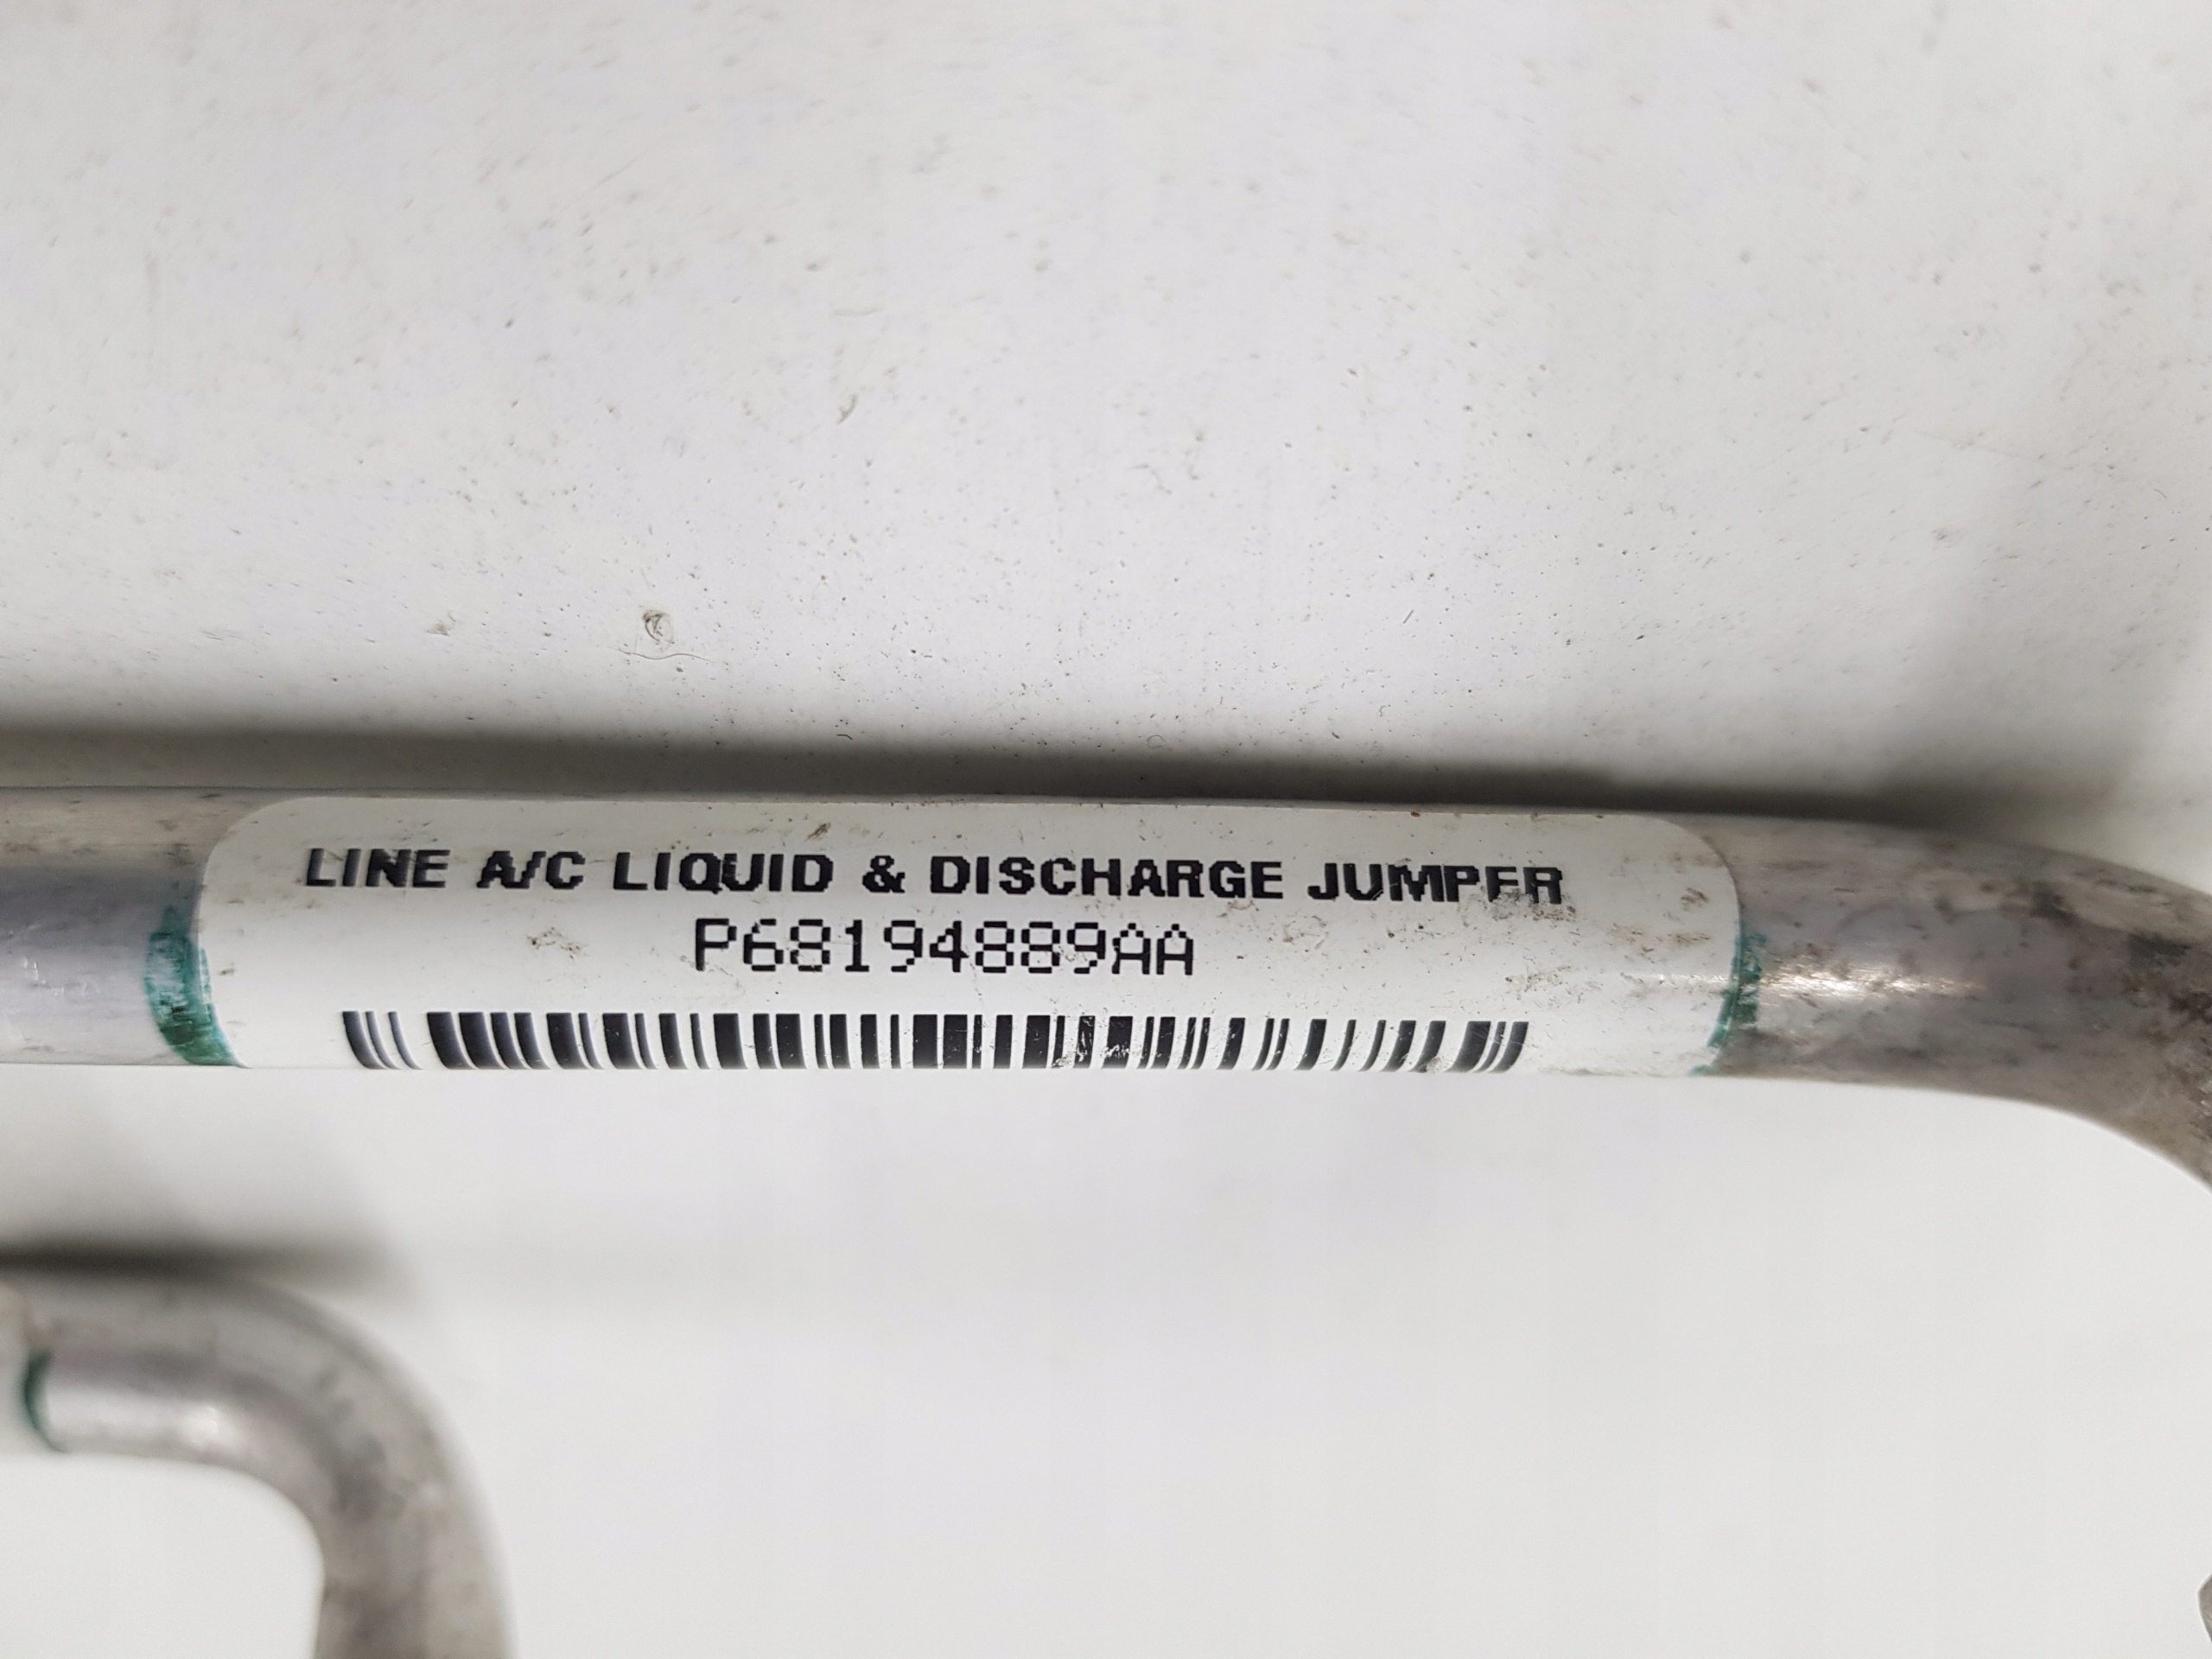 LINE A/C LIQUID & DISCHARGE JUMPER
P68194889AA